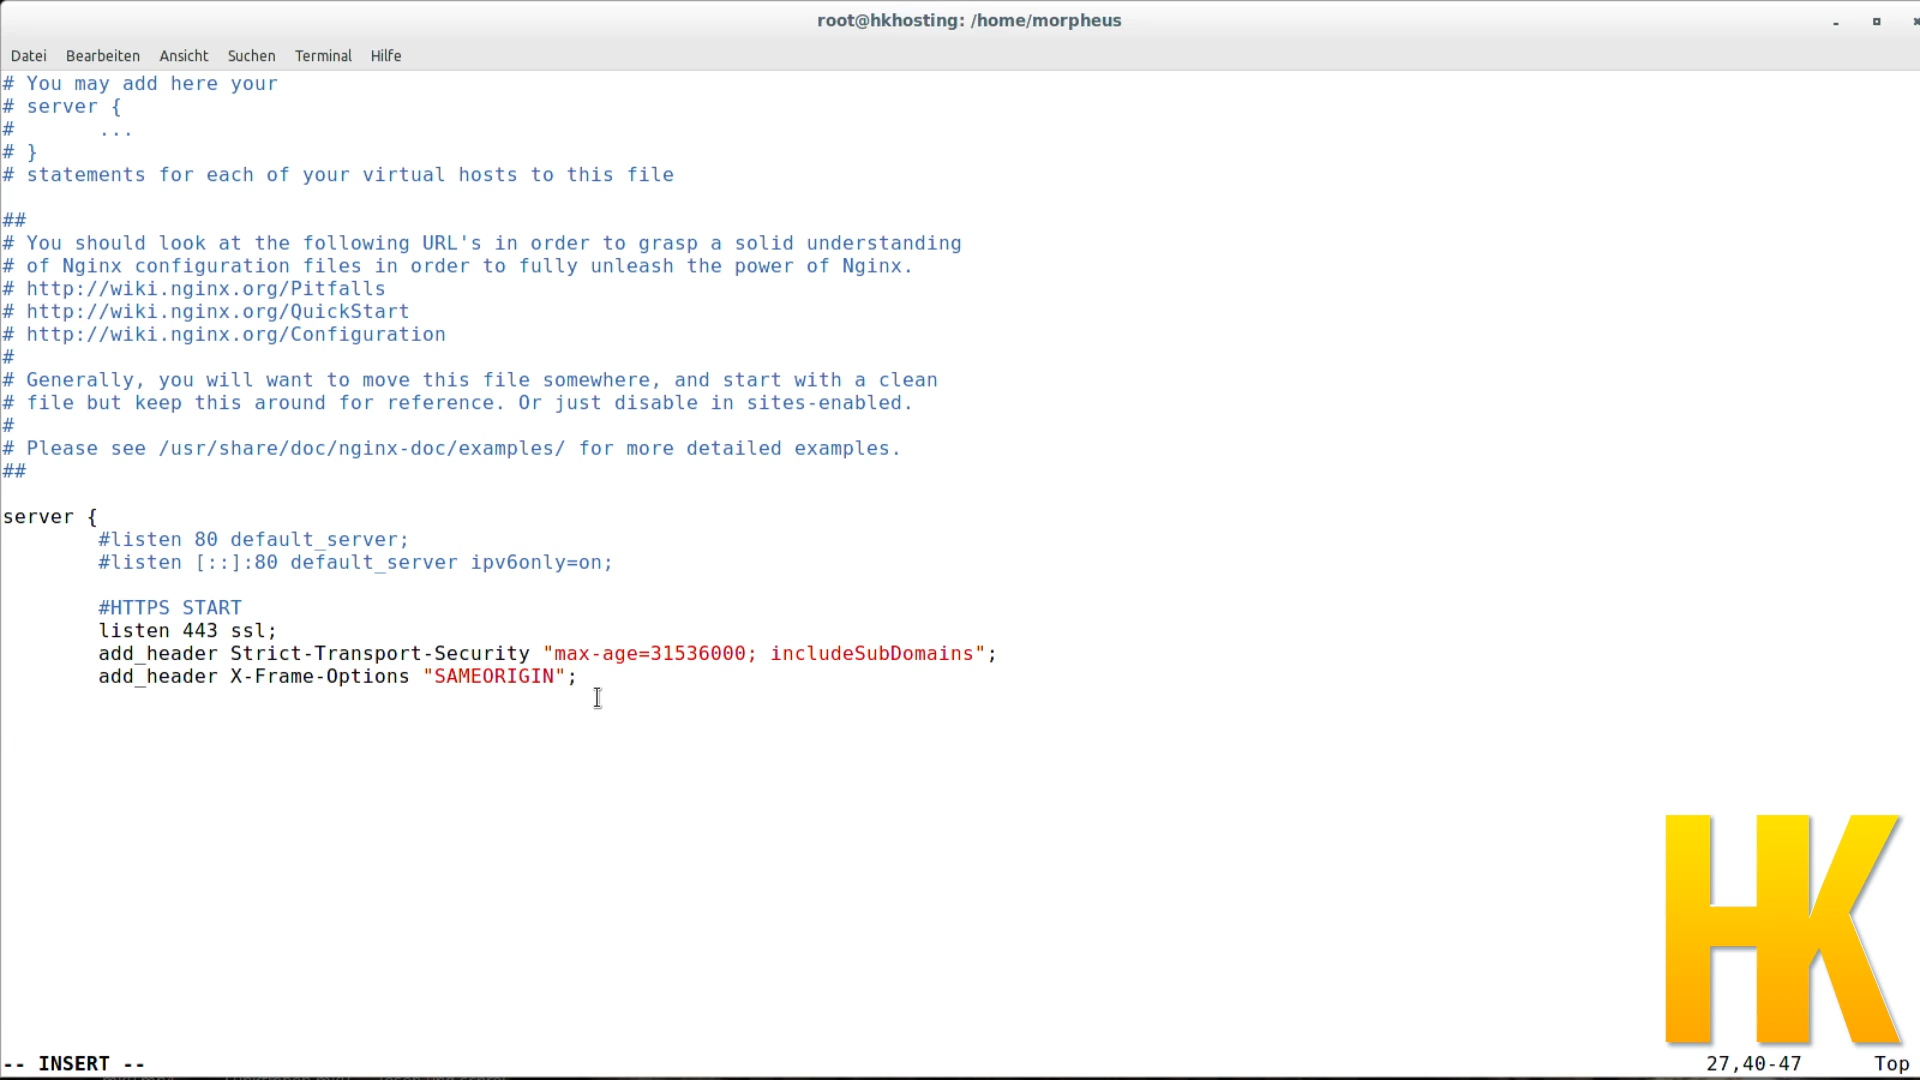 root@hkhosting: /home/morpheus
Datei Bearbeiten Ansicht Suchen Terminal Hilfe
# You may add here your
# server {
#       ...
# }
# statements for each of your virtual hosts to this file

##
# You should look at the following URL's in order to grasp a solid understanding
# of Nginx configuration files in order to fully unleash the power of Nginx.
# http://wiki.nginx.org/Pitfalls
# http://wiki.nginx.org/QuickStart
# http://wiki.nginx.org/Configuration
#
# Generally, you will want to move this file somewhere, and start with a clean
# file but keep this around for reference. Or just disable in sites-enabled.
#
# Please see /usr/share/doc/nginx-doc/examples/ for more detailed examples.
##

server {
        #listen 80 default_server;
        #listen [::]:80 default_server ipv6only=on;

        #HTTPS START
        listen 443 ssl;
        add_header Strict-Transport-Security "max-age=31536000; includeSubDomains";
        add_header X-Frame-Options "SAMEORIGIN";
HK
-- INSERT -- 27,40-47 Top